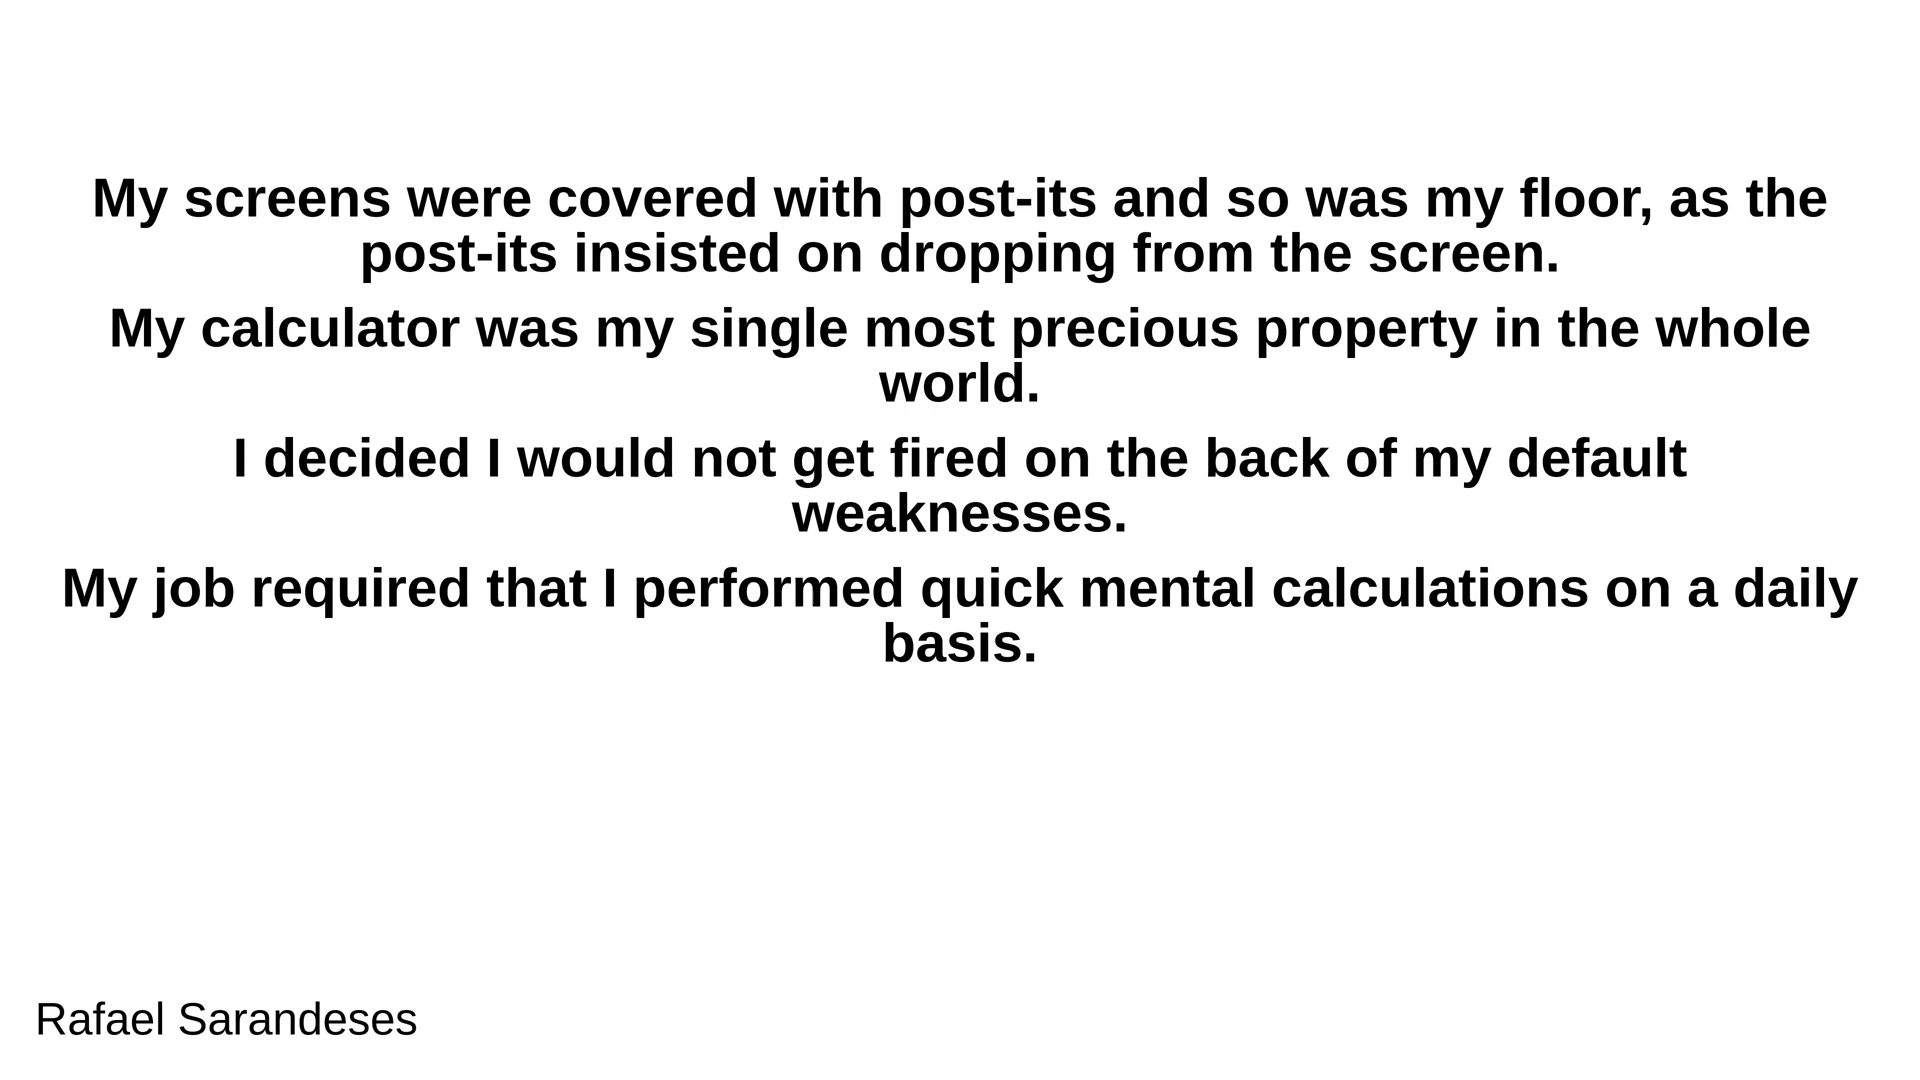 My screens were covered with post-its and so was my floor, as the
post-its insisted on dropping from the screen.
My calculator was my single most precious property in the whole
world.
I decided I would not get fired on the back of my default
weaknesses.
My job required that I performed quick mental calculations on a daily
basis.
Rafael Sarandeses